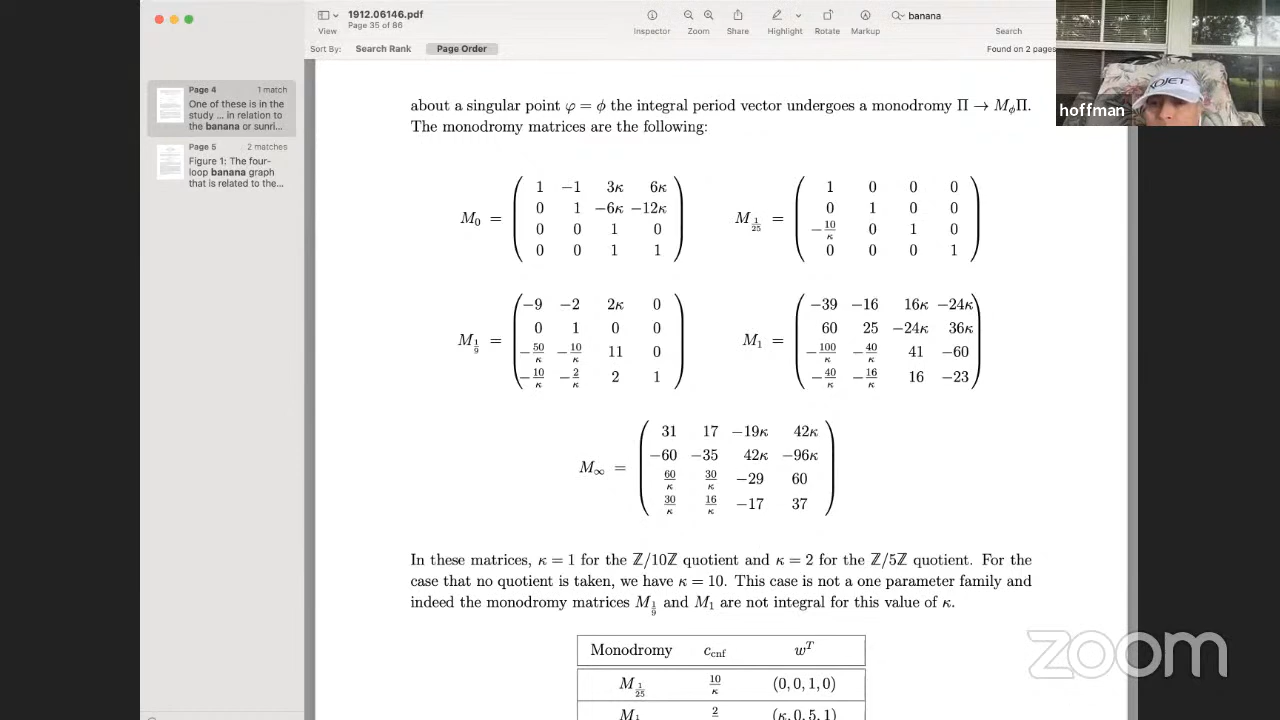 1912.06146.pdf
Page 35 of 86
View
Inspector
Zoom
Share
Highlight
Rotate
Markup
banana
Search
Sort By: Search Rank Page Order
Found on 2 pages
Page 4 1 match
One of these is in the
study ... in relation to
the banana or sunri...
Page 5 2 matches
Figure 1: The four-
loop banana graph
that is related to the...
hoffman
about a singular point φ = ϕ the integral period vector undergoes a monodromy Π → M_ϕΠ.
The monodromy matrices are the following:
M_0 =
1 −1 3κ 6κ
0 1 −6κ −12κ
0 0 1 0
0 0 1 1
M_{1/25} =
1 0 0 0
0 1 0 0
−10/κ 0 1 0
0 0 0 1
M_{1/9} =
−9 −2 2κ 0
0 1 0 0
−50/κ −10/κ 11 0
−10/κ −2/κ 2 1
M_1 =
−39 −16 16κ −24κ
60 25 −24κ 36κ
−100/κ −40/κ 41 −60
−40/κ −16/κ 16 −23
M_∞ =
31 17 −19κ 42κ
−60 −35 42κ −96κ
60/κ 30/κ −29 60
30/κ 16/κ −17 37
In these matrices, κ = 1 for the ℤ/10ℤ quotient and κ = 2 for the ℤ/5ℤ quotient. For the
case that no quotient is taken, we have κ = 10. This case is not a one parameter family and
indeed the monodromy matrices M_{1/9} and M_1 are not integral for this value of κ.
Monodromy c_cnf w^T
M_{1/25} 10/κ (0, 0, 1, 0)
zoom